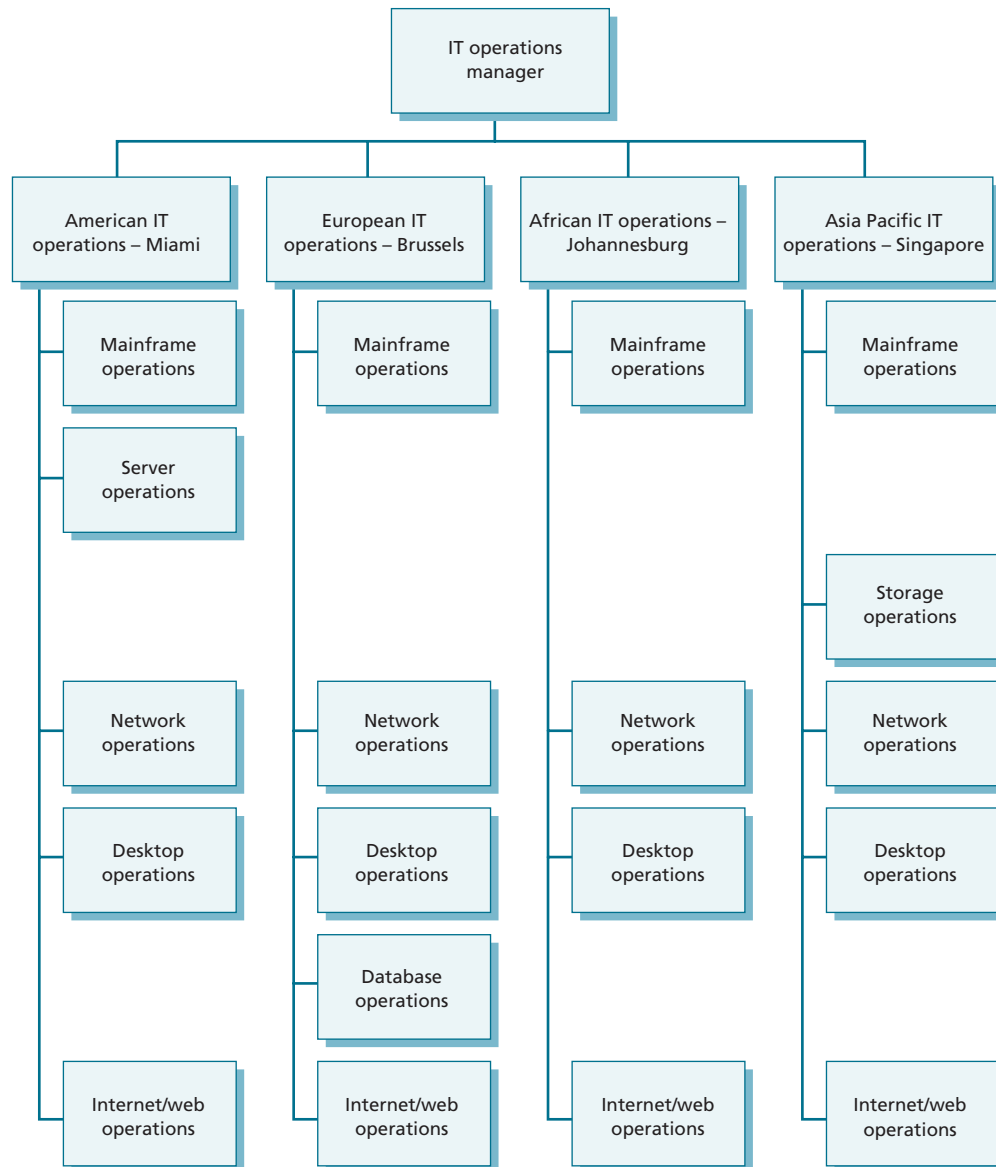 IT operations
manager
American IT
operations – Miami
European IT
operations – Brussels
African IT operations –
Johannesburg
Asia Pacific IT
operations – Singapore
Mainframe
operations
Mainframe
operations
Mainframe
operations
Mainframe
operations
Server
operations
Storage
operations
Network
operations
Network
operations
Network
operations
Network
operations
Desktop
operations
Desktop
operations
Desktop
operations
Desktop
operations
Database
operations
Internet/web
operations
Internet/web
operations
Internet/web
operations
Internet/web
operations